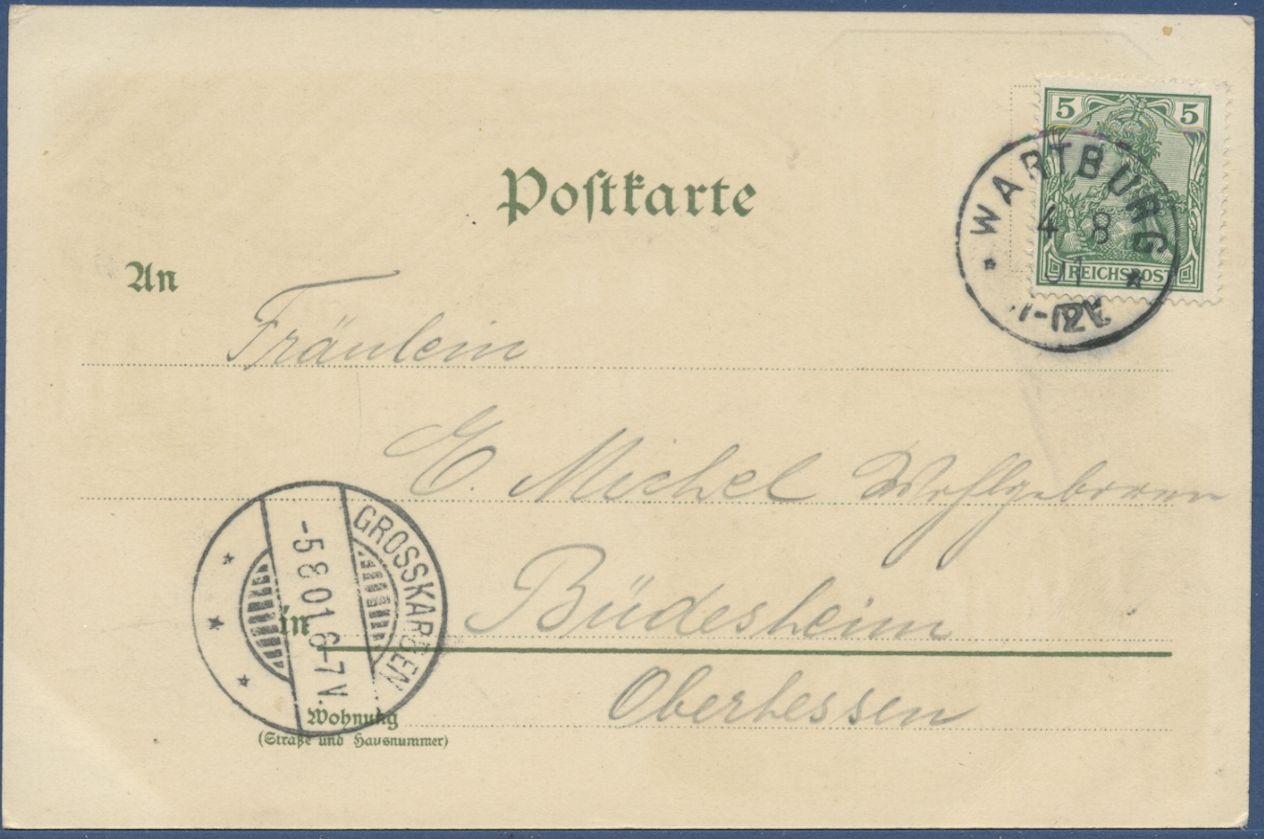 5 5
REICHSPOST
WARTBURG
4 8
01
Postkarte
An
Fräulein
E. Michel Wohlgeboren
GROSSKARBEN
-5 8 01 6-7 V.
in
Büdesheim
Oberhessen
Wohnung
(Straße und Hausnummer)